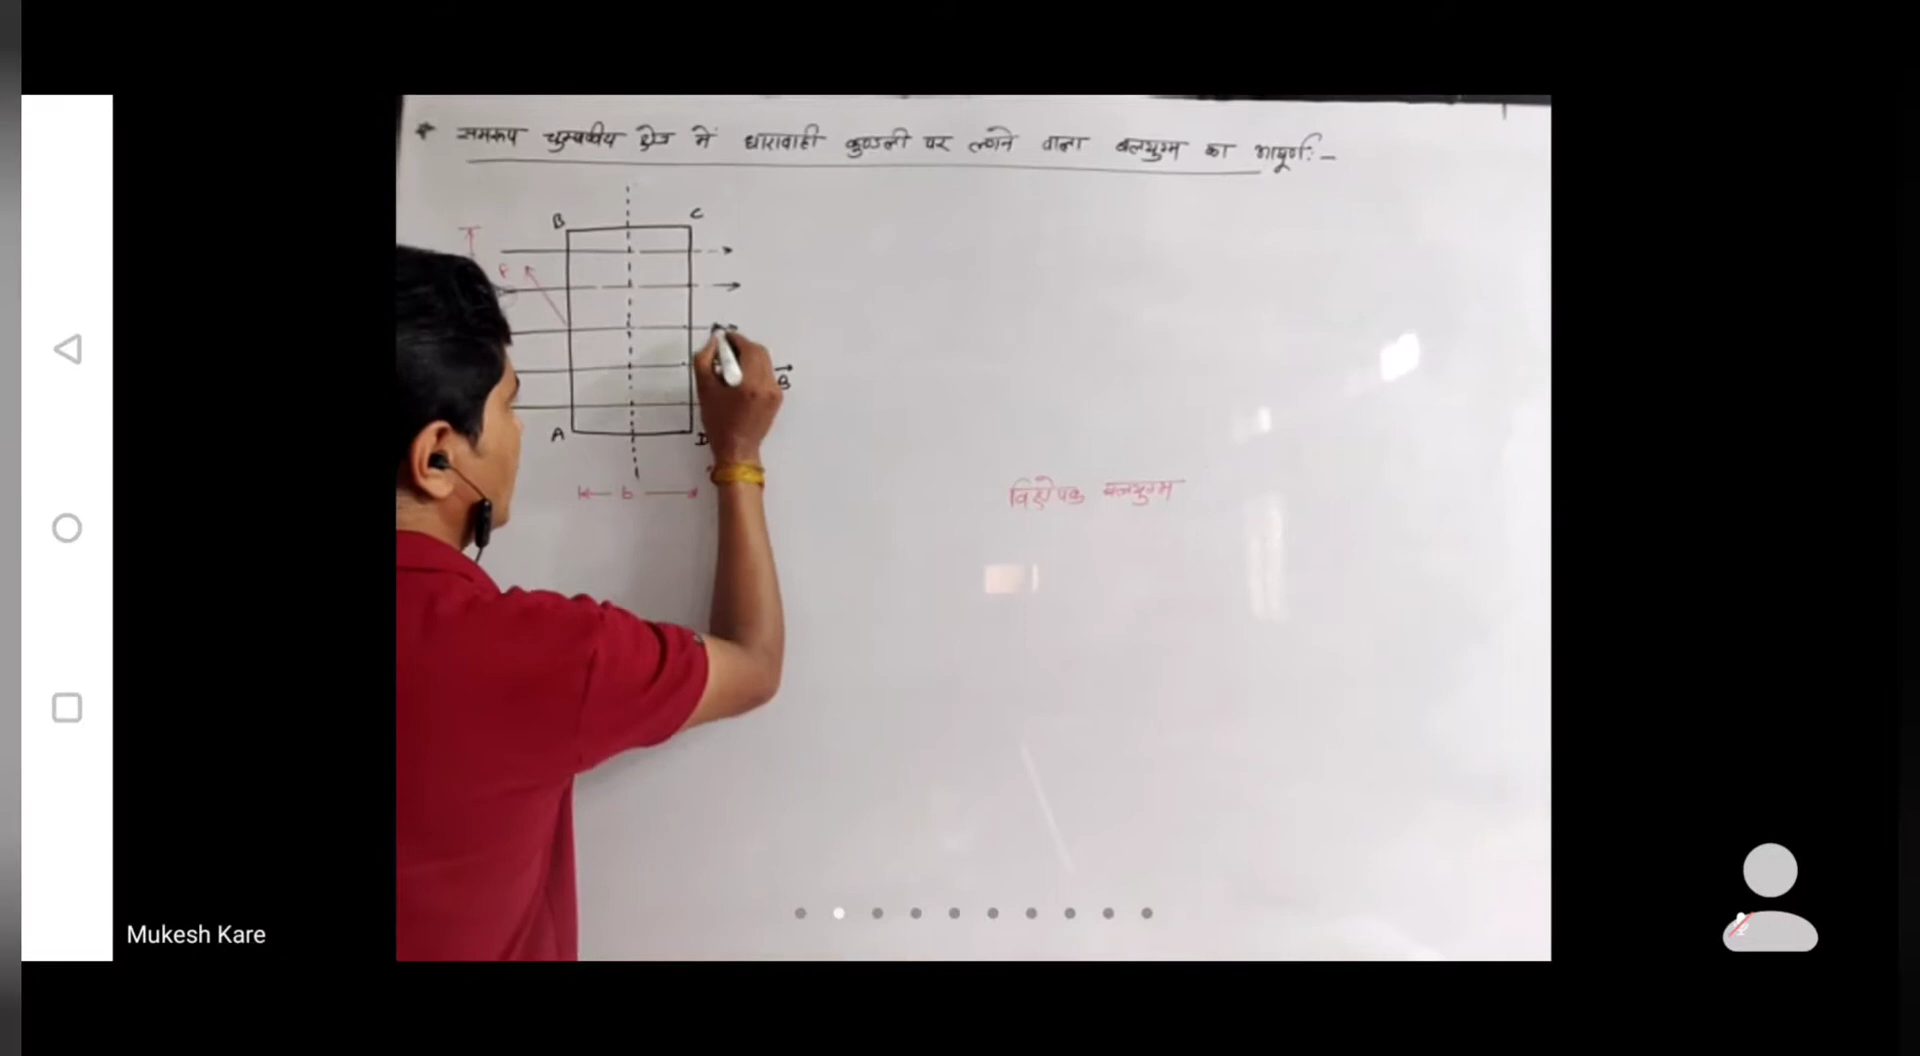 * समरूप चुम्बकीय क्षेत्र में धारावाही कुण्डली पर लगने वाला बलयुग्म का आघूर्ण :-
B
C
F
B
A
D
b
विक्षेपक बलयुग्म
Mukesh Kare